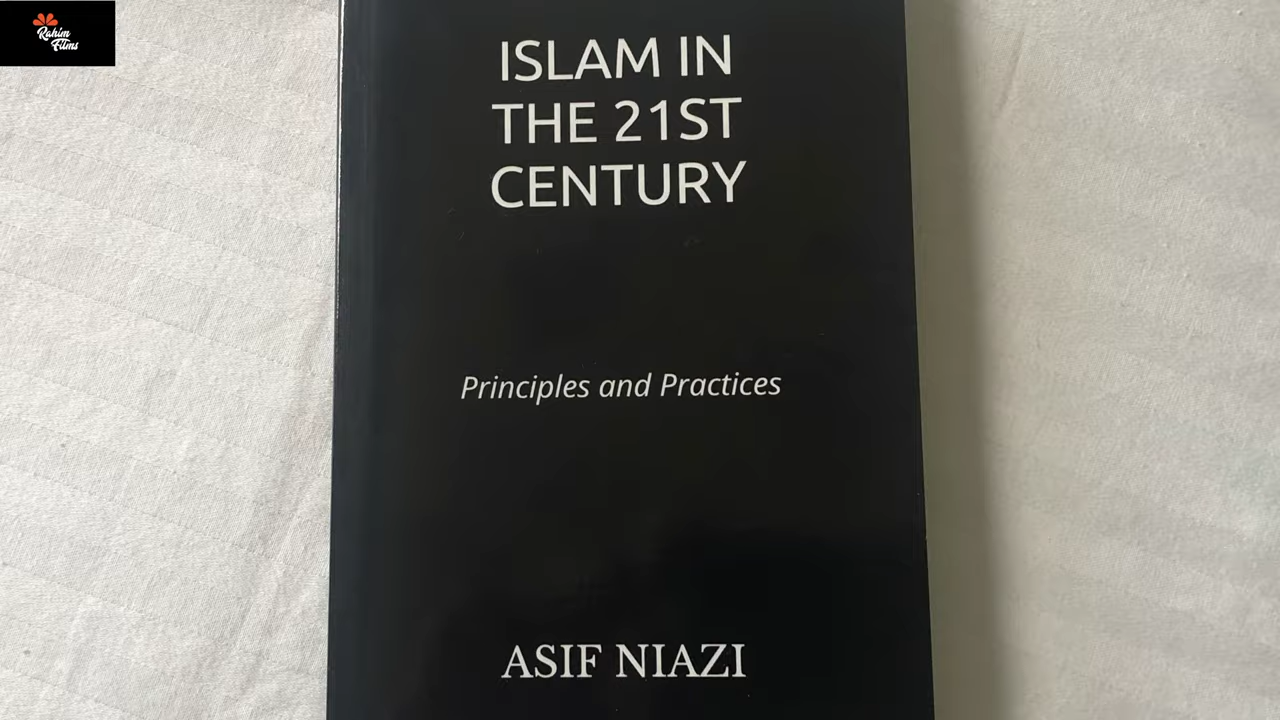 Rahim
Films
ISLAM IN
THE 21ST
CENTURY
Principles and Practices
ASIF NIAZI